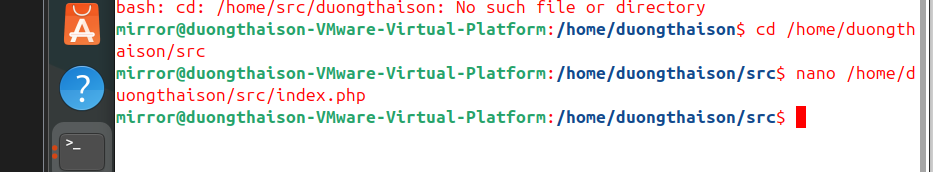 bash: cd: /home/src/duongthaison: No such file or directory
mirror@duongthaison-VMware-Virtual-Platform:/home/duongthaison$ cd /home/duongth
aison/src
mirror@duongthaison-VMware-Virtual-Platform:/home/duongthaison/src$ nano /home/d
uongthaison/src/index.php
mirror@duongthaison-VMware-Virtual-Platform:/home/duongthaison/src$